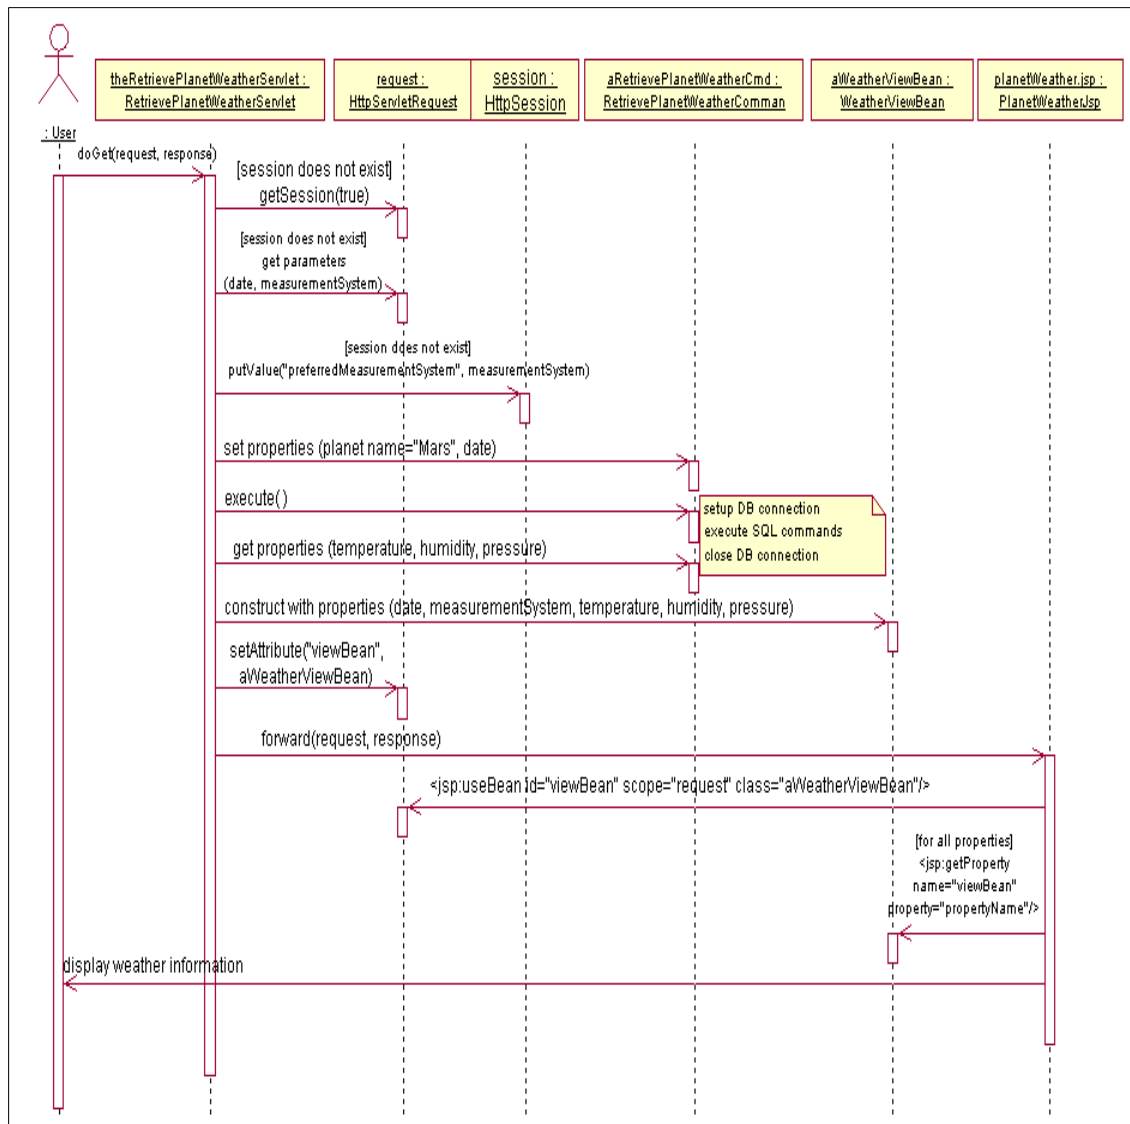 theRetrievePlanetWeatherServlet :
RetrievePlanetWeatherServlet
request :
HttpServletRequest
session :
HttpSession
aRetrievePlanetWeatherCmd :
RetrievePlanetWeatherComman
aWeatherViewBean :
WeatherViewBean
planetWeather.jsp :
PlanetWeatherJsp
: User
doGet(request, response)
[session does not exist]
getSession(true)
[session does not exist]
get parameters
(date, measurementSystem)
[session does not exist]
putValue("preferredMeasurementSystem", measurementSystem)
set properties (planet name="Mars", date)
execute()
setup DB connection
execute SQL commands
close DB connection
get properties (temperature, humidity, pressure)
construct with properties (date, measurementSystem, temperature, humidity, pressure)
setAttribute("viewBean",
aWeatherViewBean)
forward(request, response)
<jsp:useBean id="viewBean" scope="request" class="aWeatherViewBean"/>
[for all properties]
<jsp:getProperty
name="viewBean"
property="propertyName"/>
display weather information